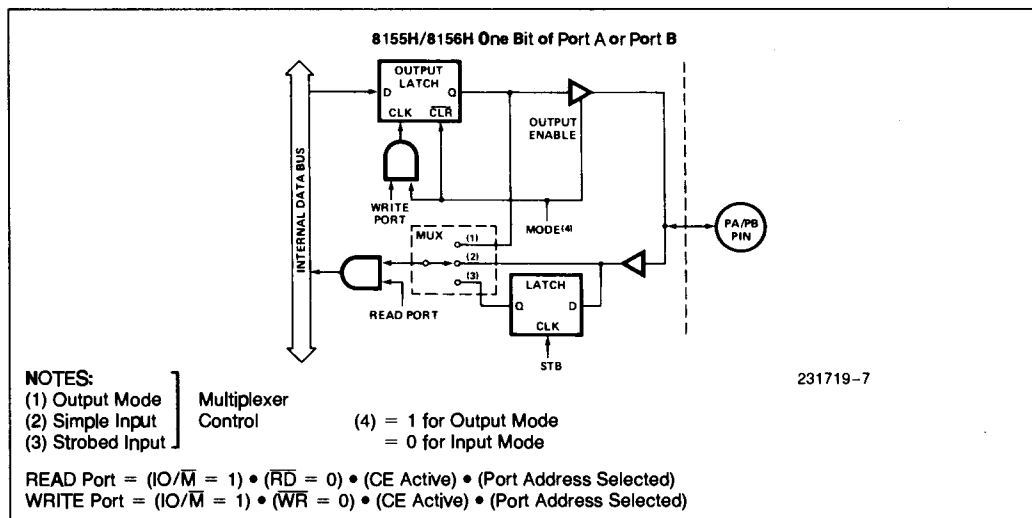 8155H/8156H One Bit of Port A or Port B
OUTPUT
LATCH
D Q
CLK C̅L̅R̅
OUTPUT
ENABLE
INTERNAL DATA BUS
WRITE
PORT
MODE(4)
PA/PB
PIN
MUX
(1)
(2)
(3)
READ PORT
LATCH
Q D
CLK
STB
231719-7
NOTES:
(1) Output Mode
(2) Simple Input
(3) Strobed Input
Multiplexer
Control
(4) = 1 for Output Mode
= 0 for Input Mode
READ Port = (IO/M̅ = 1) • (R̅D̅ = 0) • (CE Active) • (Port Address Selected)
WRITE Port = (IO/M̅ = 1) • (W̅R̅ = 0) • (CE Active) • (Port Address Selected)